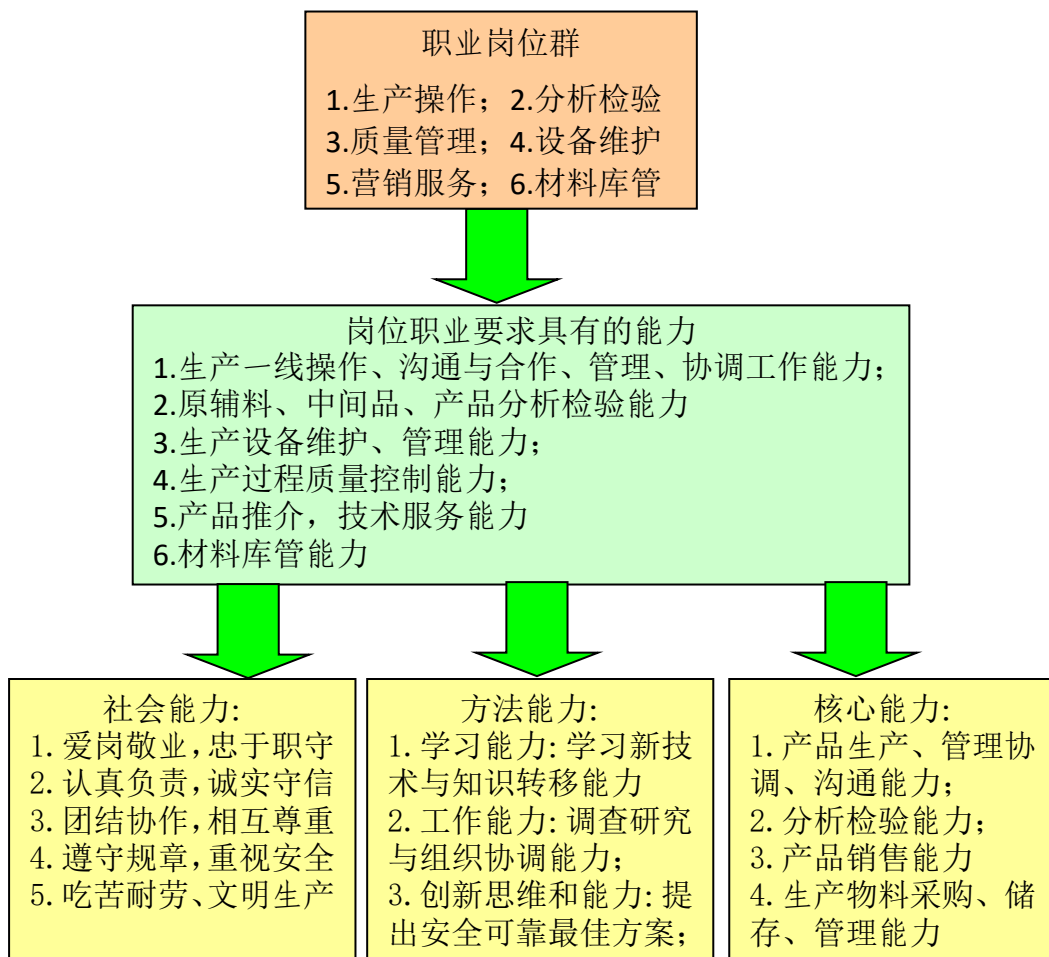 职业岗位群
1.生产操作；2.分析检验
3.质量管理；4.设备维护
5.营销服务；6.材料库管
岗位职业要求具有的能力
1.生产一线操作、沟通与合作、管理、协调工作能力；
2.原辅料、中间品、产品分析检验能力
3.生产设备维护、管理能力；
4.生产过程质量控制能力；
5.产品推介，技术服务能力
6.材料库管能力
社会能力:
1. 爱岗敬业,忠于职守
2. 认真负责,诚实守信
3. 团结协作,相互尊重
4. 遵守规章,重视安全
5. 吃苦耐劳、文明生产
方法能力:
1. 学习能力: 学习新技
术与知识转移能力
2. 工作能力: 调查研究
与组织协调能力;
3. 创新思维和能力: 提
出安全可靠最佳方案;
核心能力:
1. 产品生产、管理协
调、沟通能力;
2. 分析检验能力;
3. 产品销售能力
4. 生产物料采购、储
存、管理能力